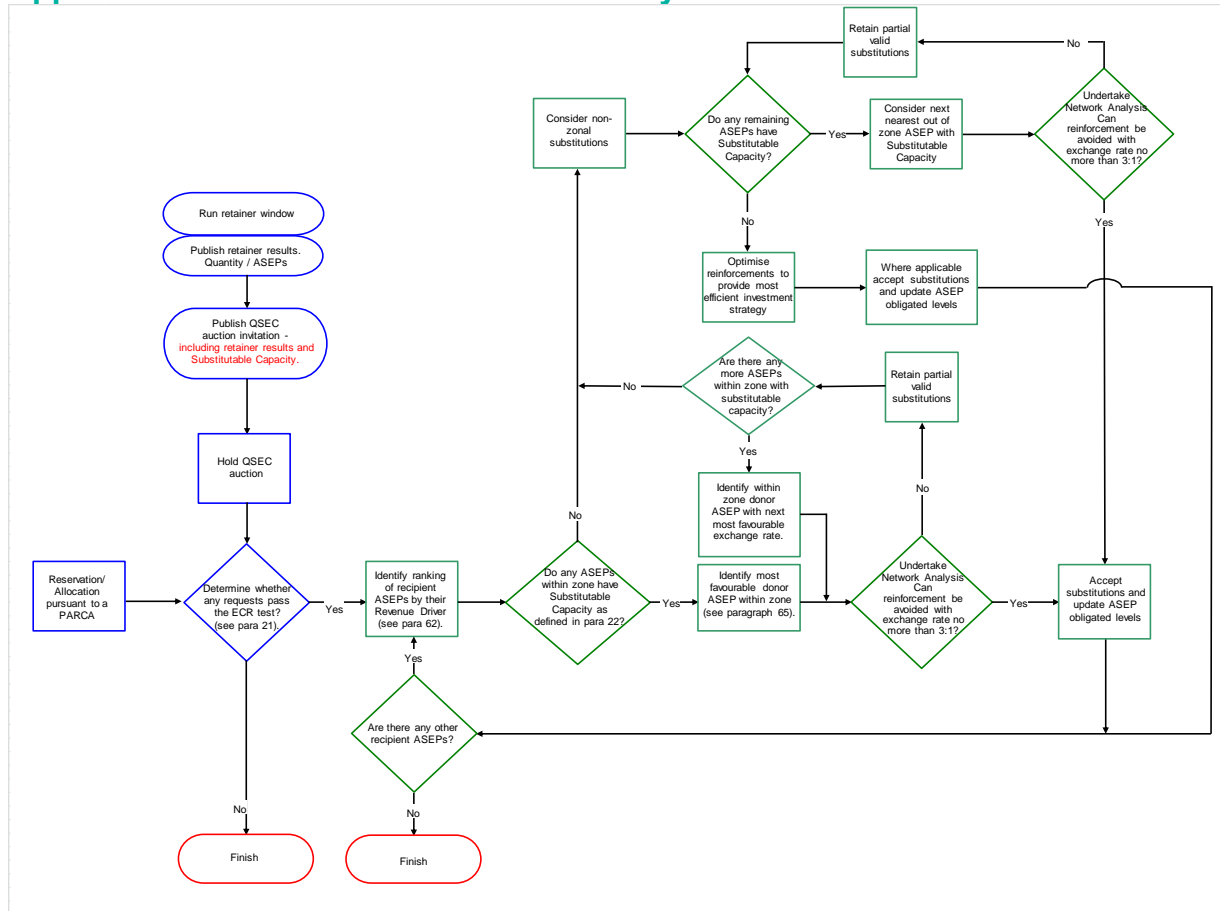 Run retainer window
Publish retainer results.
Quantity / ASEPs
Publish QSEC
auction invitation -
including retainer results and
Substitutable Capacity.
Hold QSEC
auction
Reservation/
Allocation
pursuant to a
PARCA
Determine whether
any requests pass
the ECR test?
(see para 21).
Yes
No
Finish
Identify ranking
of recipient
ASEPs by their
Revenue Driver
(see para 62).
Yes
Are there any other
recipient ASEPs?
No
Finish
Do any ASEPs
within zone have
Substitutable
Capacity as
defined in para 22?
No
Yes
Identify most
favourable donor
ASEP within zone
(see paragraph 65).
Identify within
zone donor
ASEP with next
most favourable
exchange rate.
Yes
Are there any
more ASEPs
within zone with
substitutable
capacity?
No
Retain partial
valid
substitutions
No
Undertake
Network Analysis
Can
reinforcement be
avoided with
exchange rate no
more than 3:1?
Yes
Accept
substitutions and
update ASEP
obligated levels
Consider non-
zonal
substitutions
Do any remaining
ASEPs have
Substitutable
Capacity?
Yes
Consider next
nearest out of
zone ASEP with
Substitutable
Capacity
Undertake
Network Analysis
Can
reinforcement be
avoided with
exchange rate no
more than 3:1?
No
Retain partial
valid
substitutions
Yes
No
Optimise
reinforcements to
provide most
efficient investment
strategy
Where applicable
accept substitutions
and update ASEP
obligated levels